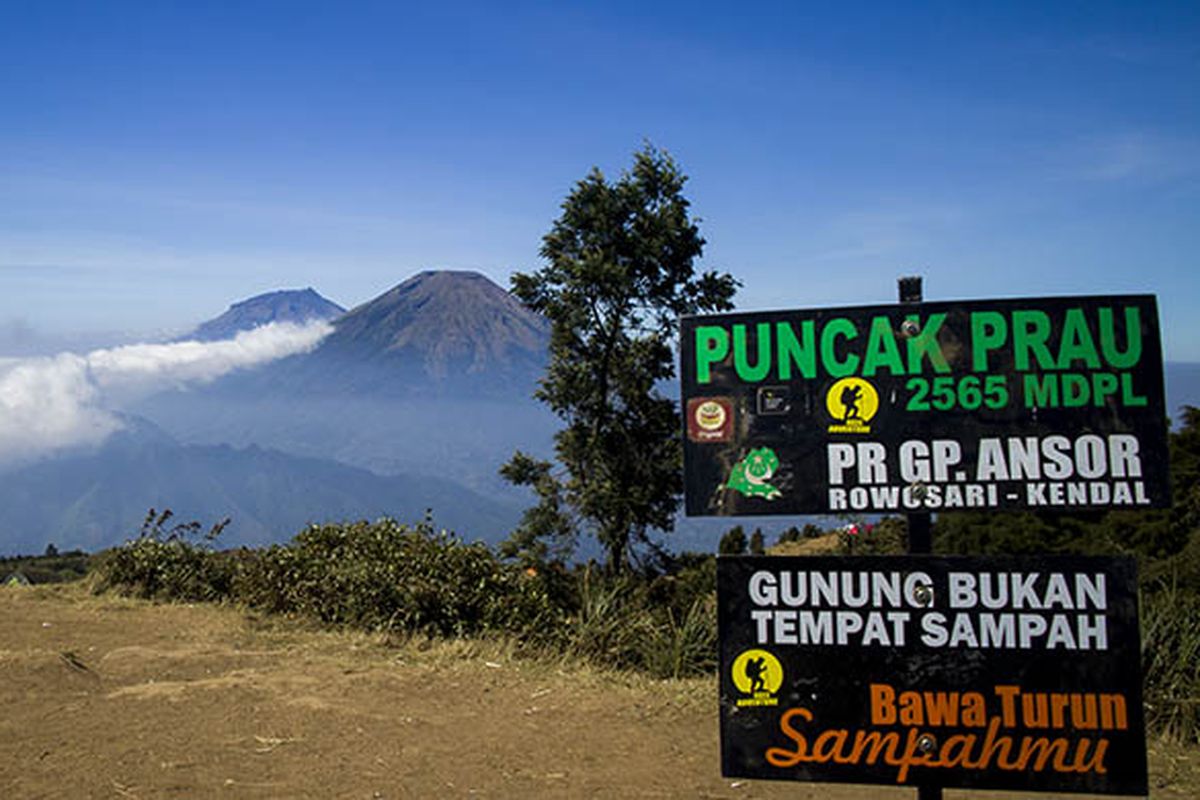 PUNCAK PRAU
2565 MDPL
PR GP. ANSOR
ROWOSARI - KENDAL
GUNUNG BUKAN
TEMPAT SAMPAH
Bawa Turun
Sampahmu